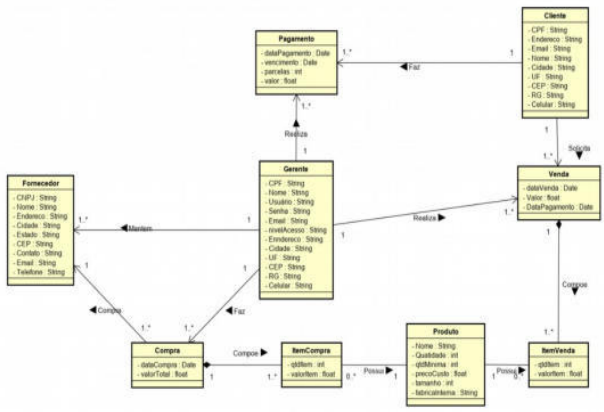 Cliente
- CPF : String
- Endereco : String
- Email : String
- Nome : String
- Cidade : String
- UF : String
- CEP : String
- RG : String
- Celular : String
Pagamento
- dataPagamento : Date
- vencimento : Date
- parcelas : int
- valor : float
1..*
Faz
1
1..*
Realiza
1
1
Solicita
1..*
Gerente
- CPF : String
- Nome : String
- Usuário : String
- Senha : String
- Email : String
- nivelAcesso : String
- Enndereco : String
- Cidade : String
- UF : String
- CEP : String
- RG : String
- Celular : String
Venda
- dataVenda : Date
- Valor : float
- DataPagamento : Date
Fornecedor
- CNPJ : String
- Nome : String
- Endereco : String
- Cidade : String
- Estado : String
- CEP : String
- Contato : String
- Email : String
- Telefone : String
1..*
Mantem
1
1
Realiza
1..*
1
Compra
1..*
1
Faz
1..*
1
Compoe
1..*
Compra
- dataCompra : Date
- valorTotal : float
1
Compoe
1..*
ItemCompra
- qtdItem : int
- valorItem : float
0..*
Possui
1
Produto
- Nome : String
- Qualidade : int
- qtdMinima : int
- precoCusto : float
- tamanho : int
- fabricaInterna : String
1
Possui
0..*
ItemVenda
- qtdItem : int
- valorItem : float